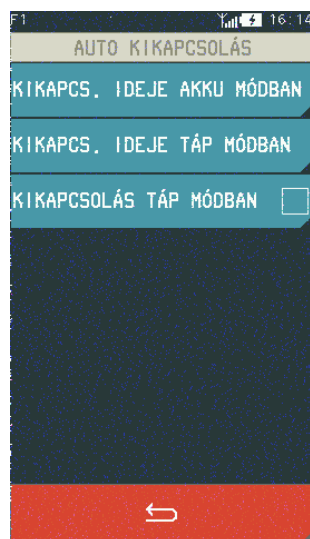 F1 16:14
AUTO KIKAPCSOLÁS
KIKAPCS. IDEJE AKKU MÓDBAN
KIKAPCS. IDEJE TÁP MÓDBAN
KIKAPCSOLÁS TÁP MÓDBAN